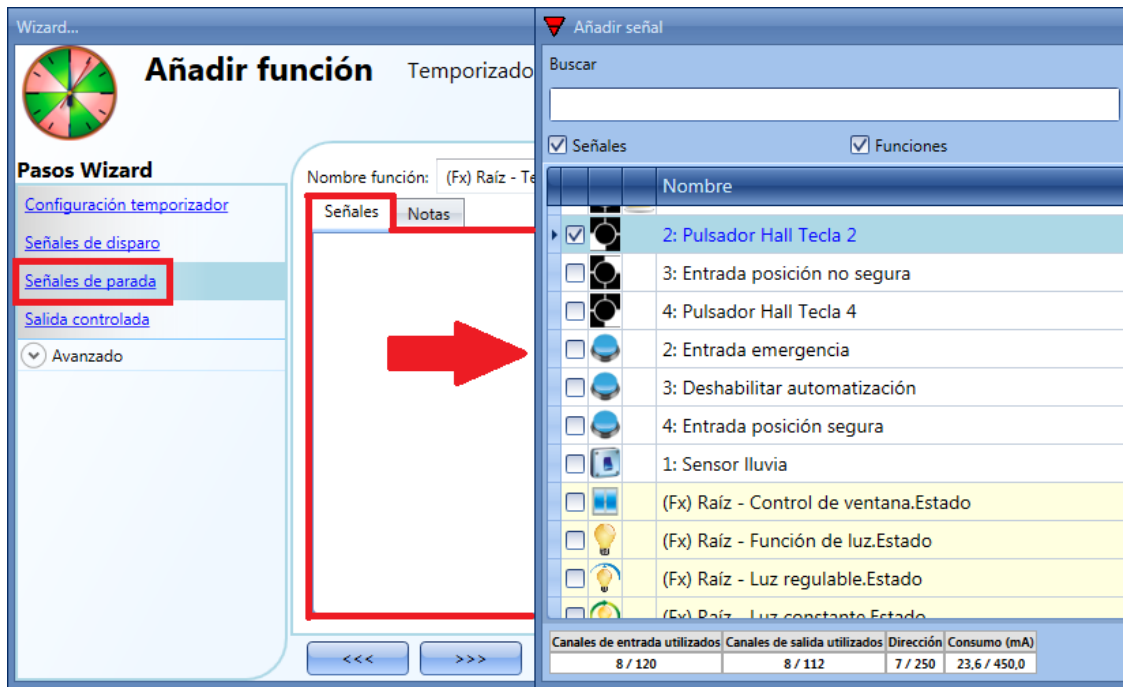 Wizard...
Añadir función Temporizado
Pasos Wizard
Configuración temporizador
Señales de disparo
Señales de parada
Salida controlada
Avanzado
Nombre función: (Fx) Raíz - Te
Señales Notas
<<< >>>
Añadir señal
Buscar
Señales Funciones
Nombre
2: Pulsador Hall Tecla 2
3: Entrada posición no segura
4: Pulsador Hall Tecla 4
2: Entrada emergencia
3: Deshabilitar automatización
4: Entrada posición segura
1: Sensor lluvia
(Fx) Raíz - Control de ventana.Estado
(Fx) Raíz - Función de luz.Estado
(Fx) Raíz - Luz regulable.Estado
(Fx) Raíz - Luz constante.Estado
Canales de entrada utilizados Canales de salida utilizados Dirección Consumo (mA)
8 / 120 8 / 112 7 / 250 23,6 / 450,0